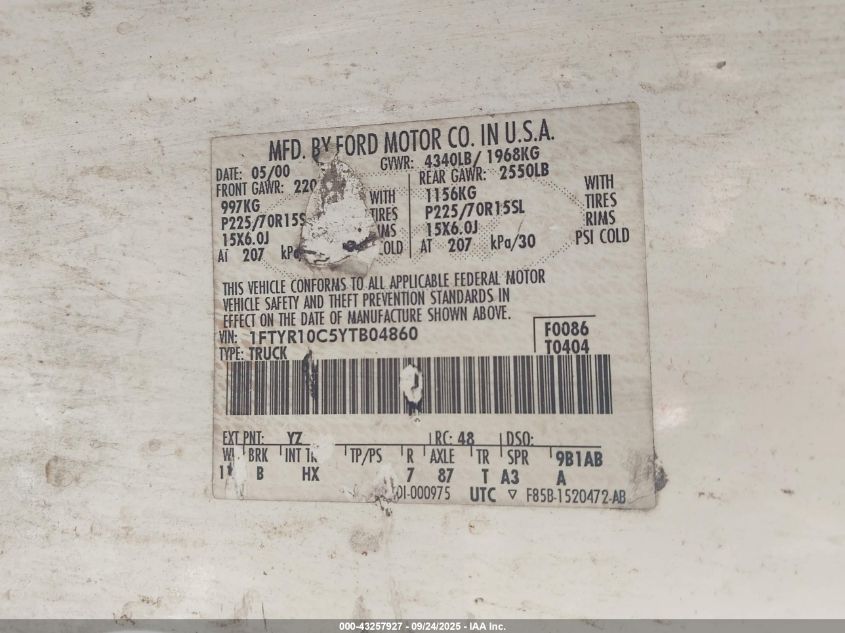 MFD. BY FORD MOTOR CO. IN U.S.A.
DATE: 05/00 GVWR: 4340LB/ 1968KG
FRONT GAWR: 220 REAR GAWR: 2550LB
997KG WITH 1156KG WITH
P225/70R15S TIRES P225/70R15SL TIRES
15X6.0J 15X6.0J RIMS
AT 207 COLD AT 207 kPa/30 PSI COLD
THIS VEHICLE CONFORMS TO ALL APPLICABLE FEDERAL MOTOR
VEHICLE SAFETY AND THEFT PREVENTION STANDARDS IN
EFFECT ON THE DATE OF MANUFACTURE SHOWN ABOVE.
VIN: 1FTYR10C5YTB04860 F0086
TYPE: TRUCK T0404
EXT PNT: YZ RC: 48 DSO:
BRK INT TP/PS R AXLE TR SPR 9B1AB
B HX 7 87 T A3 A
01-000975 UTC ▽ F85B-1520472-AB
000-43257927 - 09/24/2025 - IAA Inc.